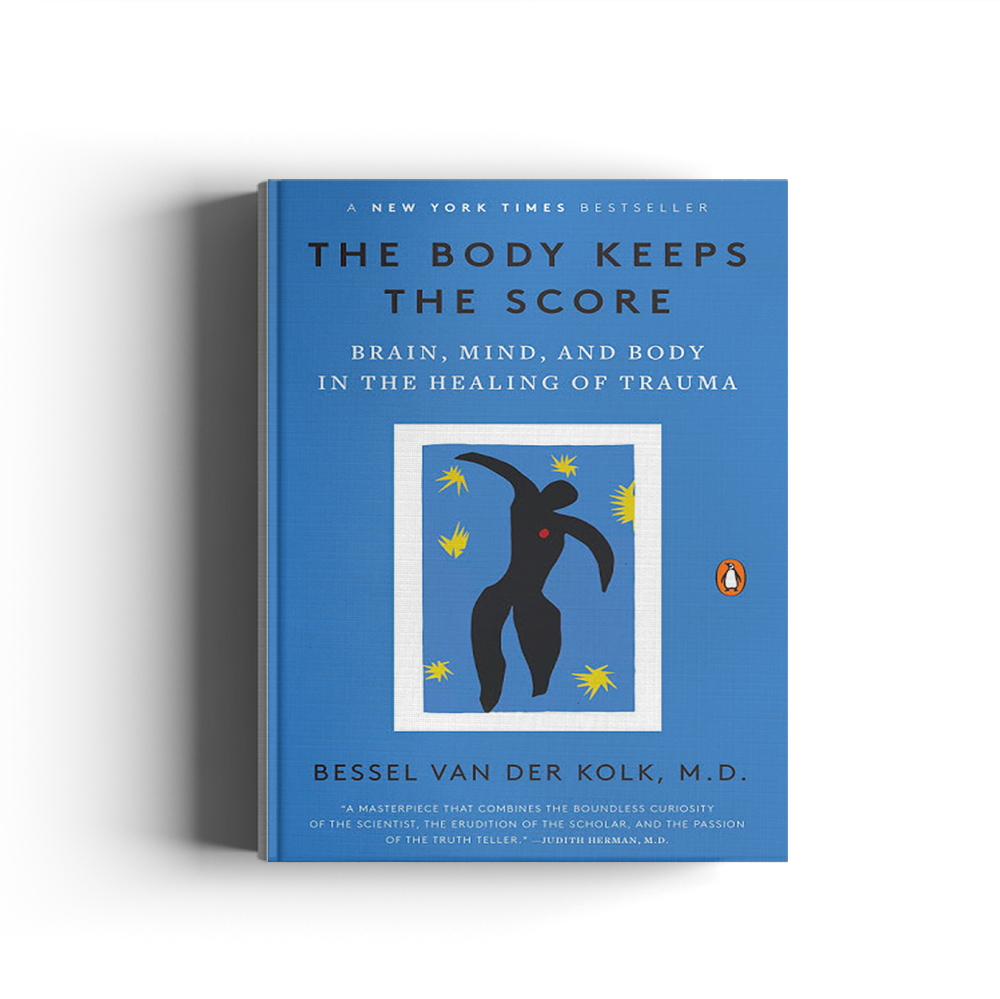 A NEW YORK TIMES BESTSELLER
THE BODY KEEPS
THE SCORE
BRAIN, MIND, AND BODY
IN THE HEALING OF TRAUMA
BESSEL VAN DER KOLK, M.D.
“A MASTERPIECE THAT COMBINES THE BOUNDLESS CURIOSITY
OF THE SCIENTIST, THE ERUDITION OF THE SCHOLAR, AND THE PASSION
OF THE TRUTH TELLER.” —JUDITH HERMAN, M.D.